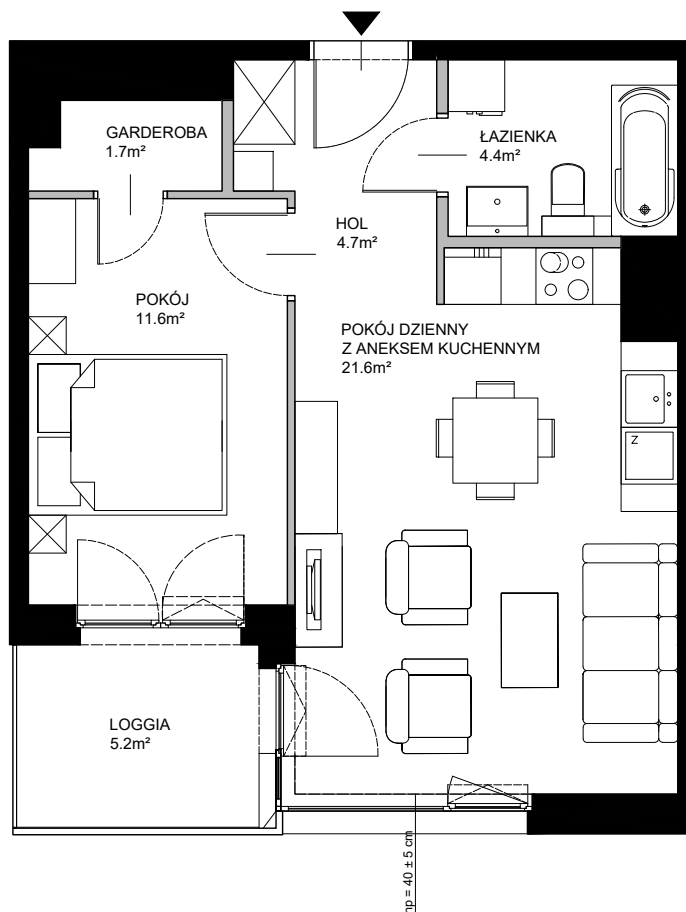 GARDEROBA
1.7m²
ŁAZIENKA
4.4m²
HOL
4.7m²
POKÓJ
11.6m²
POKÓJ DZIENNY
Z ANEKSEM KUCHENNYM
21.6m²
Z
LOGGIA
5.2m²
hp = 40 ± 5 cm